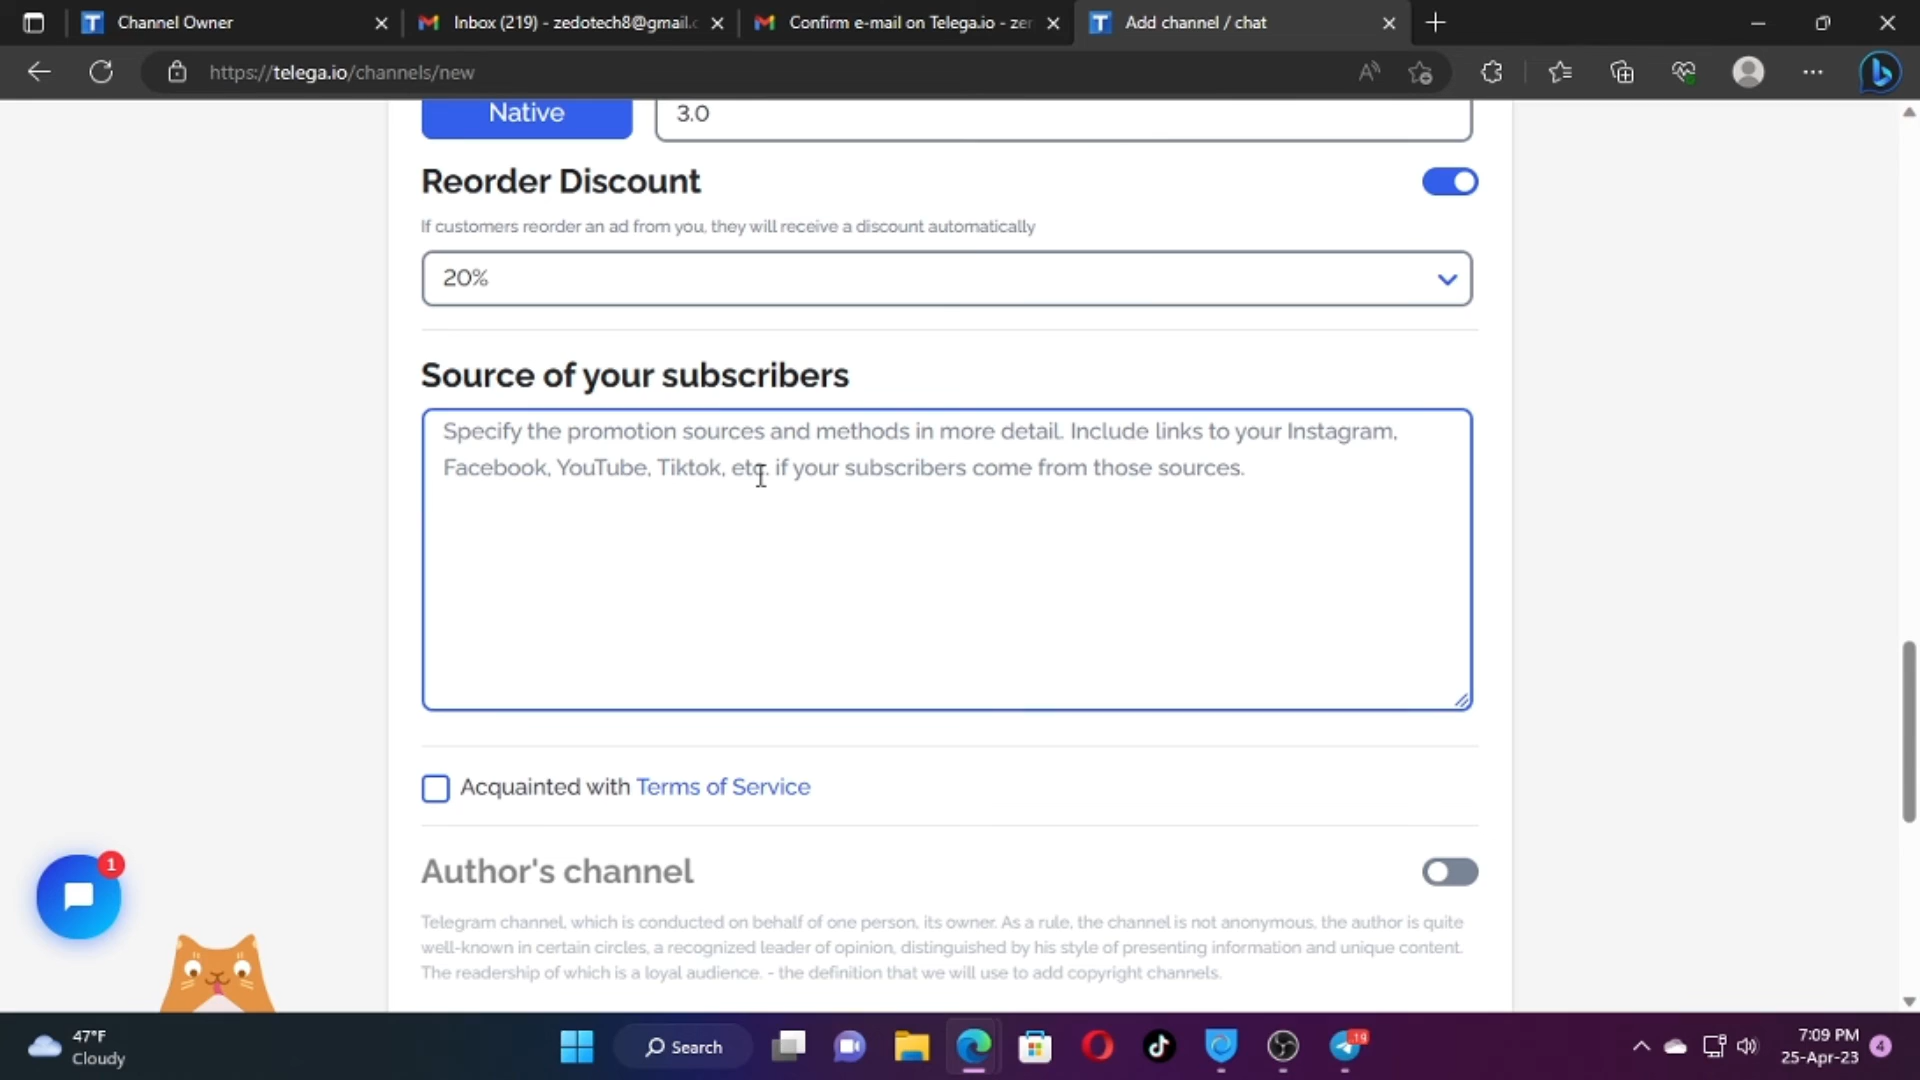 Channel Owner
Inbox (219) - zedotech8@gmail.c
Confirm e-mail on Telega.io - zer
Add channel / chat
https://telega.io/channels/new
Native
3.0
Reorder Discount
If customers reorder an ad from you, they will receive a discount automatically
20%
Source of your subscribers
Specify the promotion sources and methods in more detail. Include links to your Instagram,
Facebook, YouTube, Tiktok, etc. if your subscribers come from those sources.
Acquainted with Terms of Service
1
Author's channel
Telegram channel, which is conducted on behalf of one person, its owner. As a rule, the channel is not anonymous, the author is quite
well-known in certain circles, a recognized leader of opinion, distinguished by his style of presenting information and unique content.
The readership of which is a loyal audience. - the definition that we will use to add copyright channels.
47°F
Cloudy
Search
19
7:09 PM
25-Apr-23
4